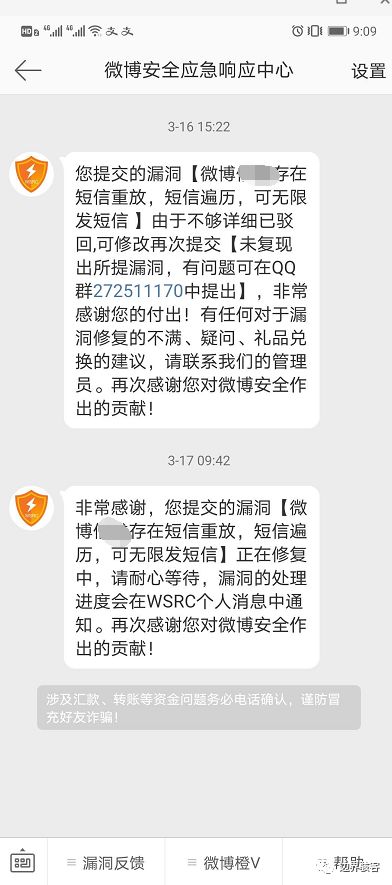 HD 2 4G 4G 支 支 9:09
微博安全应急响应中心 设置
3-16 15:22
您提交的漏洞【微博 存在
短信重放，短信遍历，可无限
发短信 】由于不够详细已驳
回,可修改再次提交【未复现
出所提漏洞，有问题可在QQ
群272511170中提出】，非常
感谢您的付出！有任何对于漏
洞修复的不满、疑问、礼品兑
换的建议，请联系我们的管理
员。再次感谢您对微博安全作
出的贡献！
3-17 09:42
非常感谢，您提交的漏洞【微
博 存在短信重放，短信遍
历，可无限发短信】正在修复
中，请耐心等待，漏洞的处理
进度会在WSRC个人消息中通
知。再次感谢您对微博安全作
出的贡献！
涉及汇款、转账等资金问题务必电话确认，谨防冒
充好友诈骗！
漏洞反馈 微博橙V 帮助
边界骇客